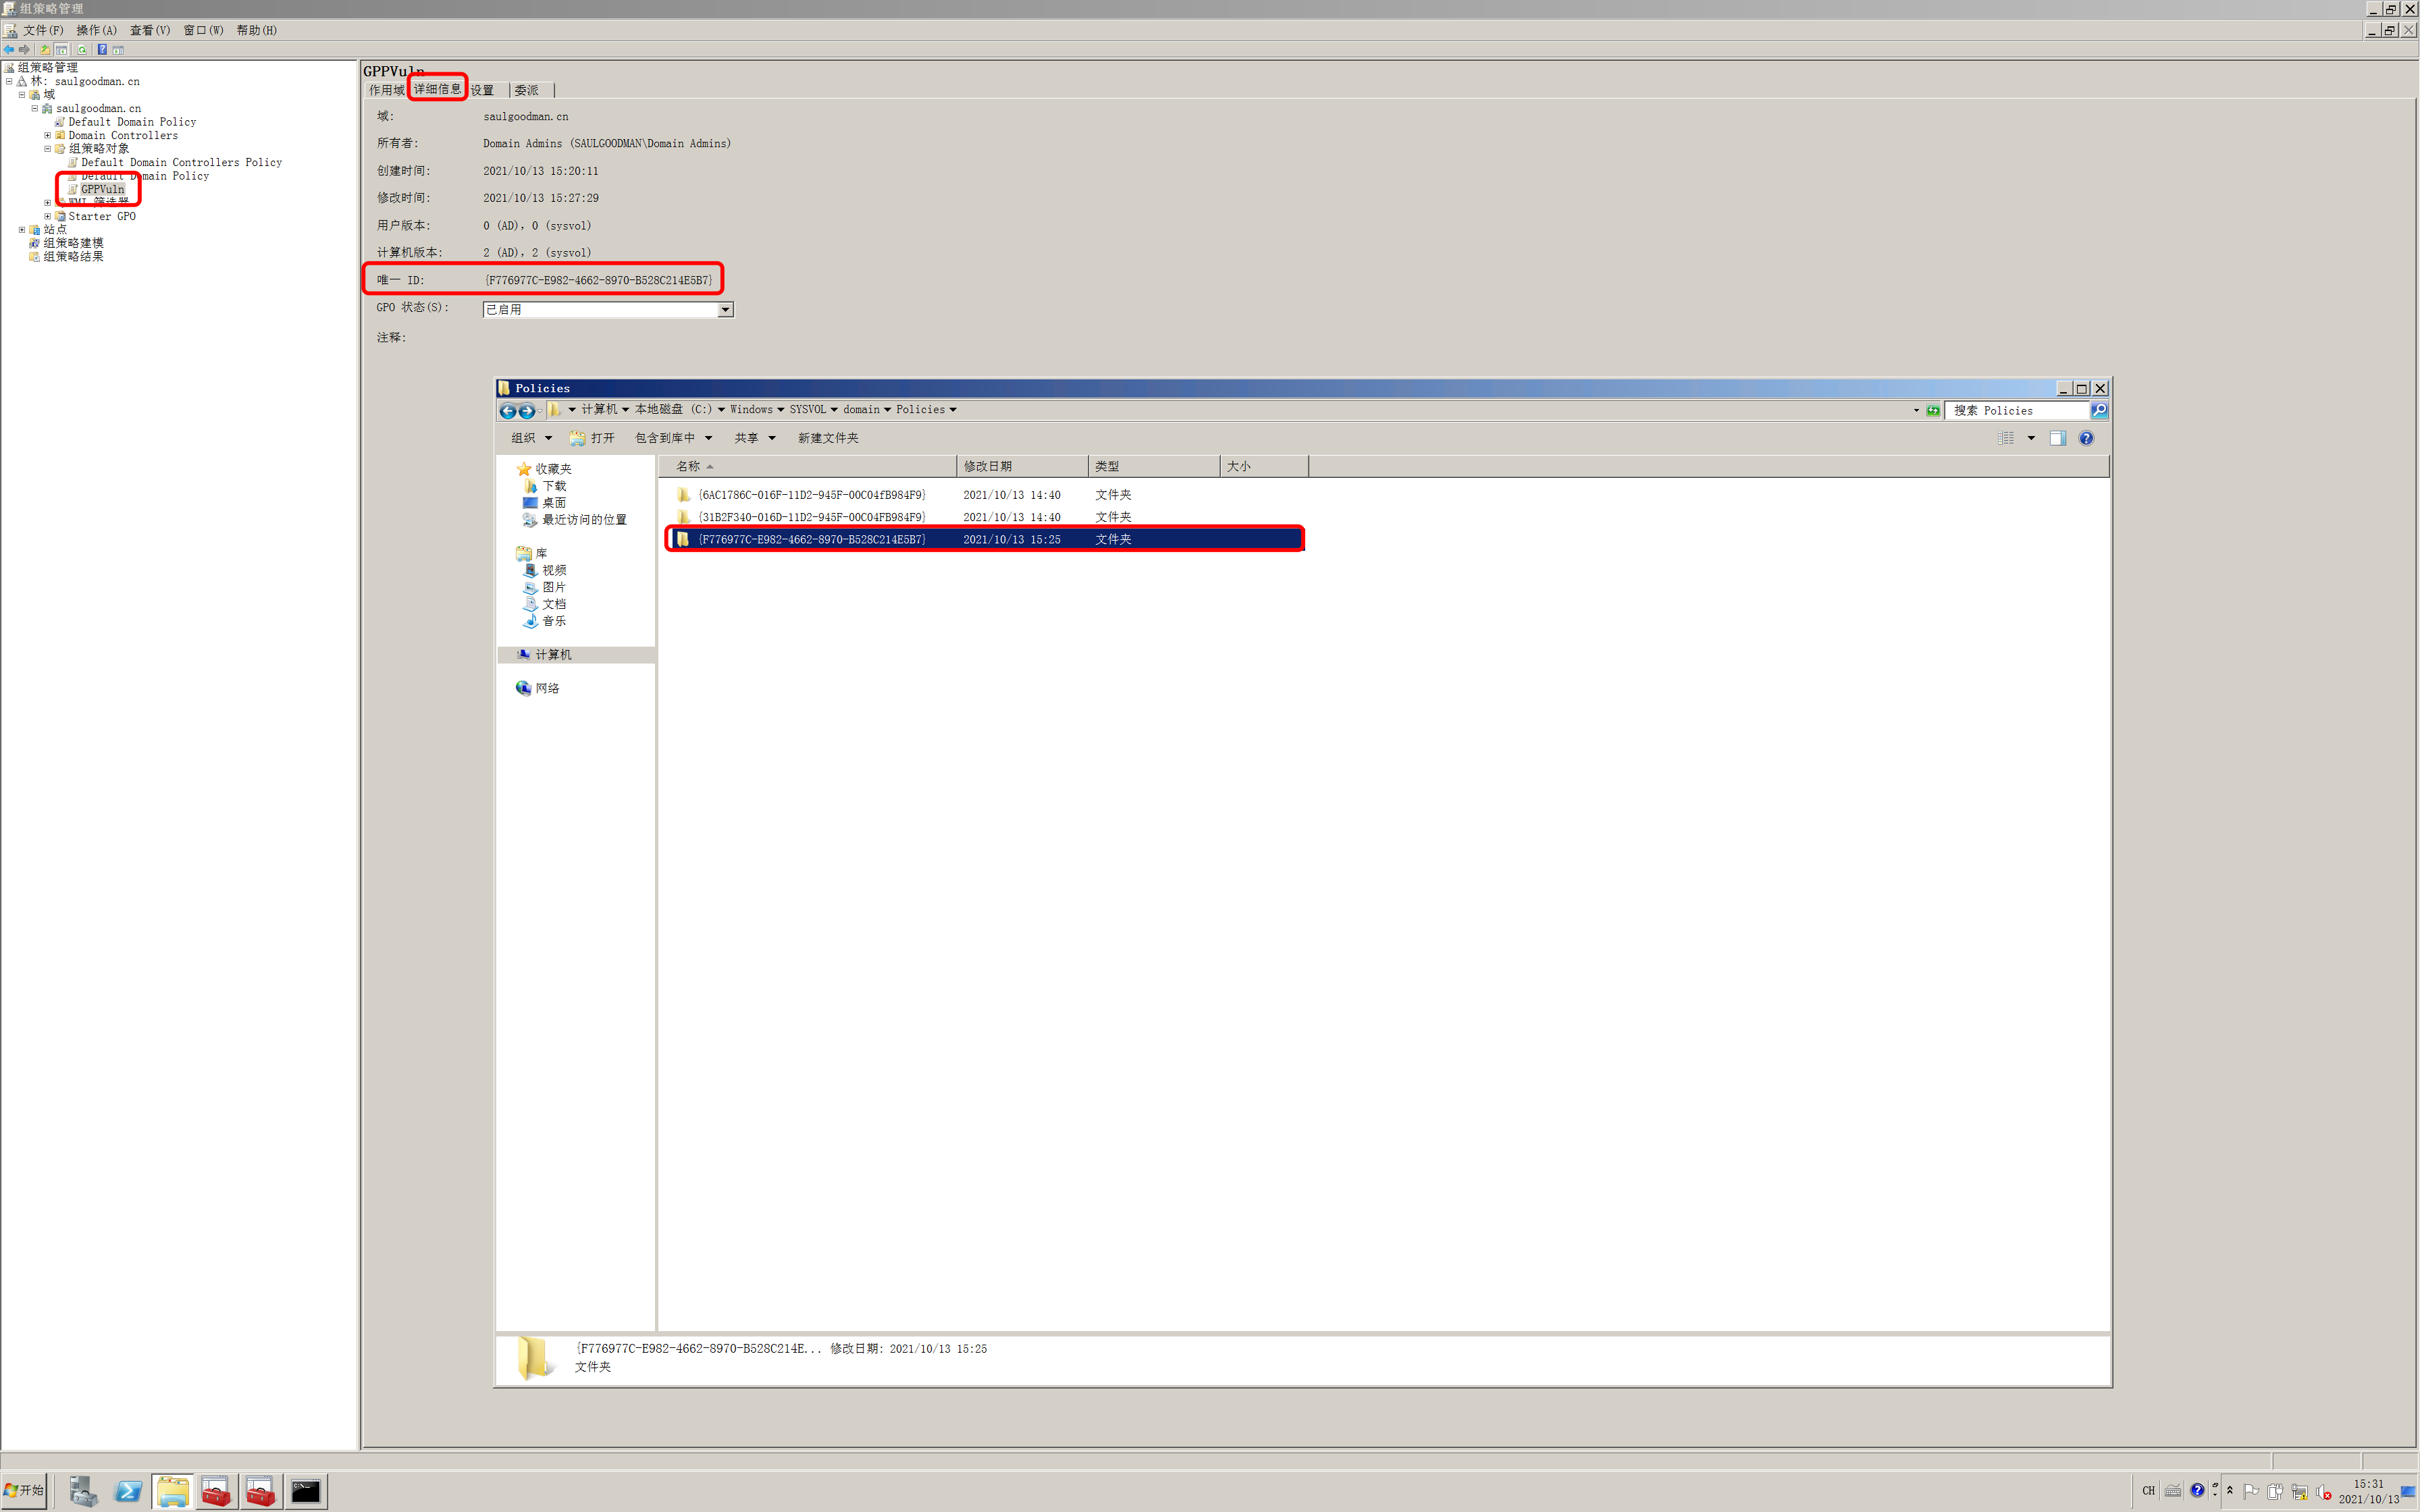 组策略管理
文件(F) 操作(A) 查看(V) 窗口(W) 帮助(H)
组策略管理
林: saulgoodman.cn
域
saulgoodman.cn
Default Domain Policy
Domain Controllers
组策略对象
Default Domain Controllers Policy
Default Domain Policy
GPPVuln
WMI 筛选器
Starter GPO
站点
组策略建模
组策略结果
GPPVuln
作用域 详细信息 设置 委派
域: saulgoodman.cn
所有者: Domain Admins (SAULGOODMAN\Domain Admins)
创建时间: 2021/10/13 15:20:11
修改时间: 2021/10/13 15:27:29
用户版本: 0 (AD), 0 (sysvol)
计算机版本: 2 (AD), 2 (sysvol)
唯一 ID: {F776977C-E982-4662-8970-B528C214E5B7}
GPO 状态(S): 已启用
注释:
Policies
计算机 本地磁盘 (C:) Windows SYSVOL domain Policies
搜索 Policies
组织 打开 包含到库中 共享 新建文件夹
收藏夹
下载
桌面
最近访问的位置
库
视频
图片
文档
音乐
计算机
网络
名称 修改日期 类型 大小
{6AC1786C-016F-11D2-945F-00C04fB984F9} 2021/10/13 14:40 文件夹
{31B2F340-016D-11D2-945F-00C04FB984F9} 2021/10/13 14:40 文件夹
{F776977C-E982-4662-8970-B528C214E5B7} 2021/10/13 15:25 文件夹
{F776977C-E982-4662-8970-B528C214E... 修改日期: 2021/10/13 15:25
文件夹
开始
CH
15:31
2021/10/13